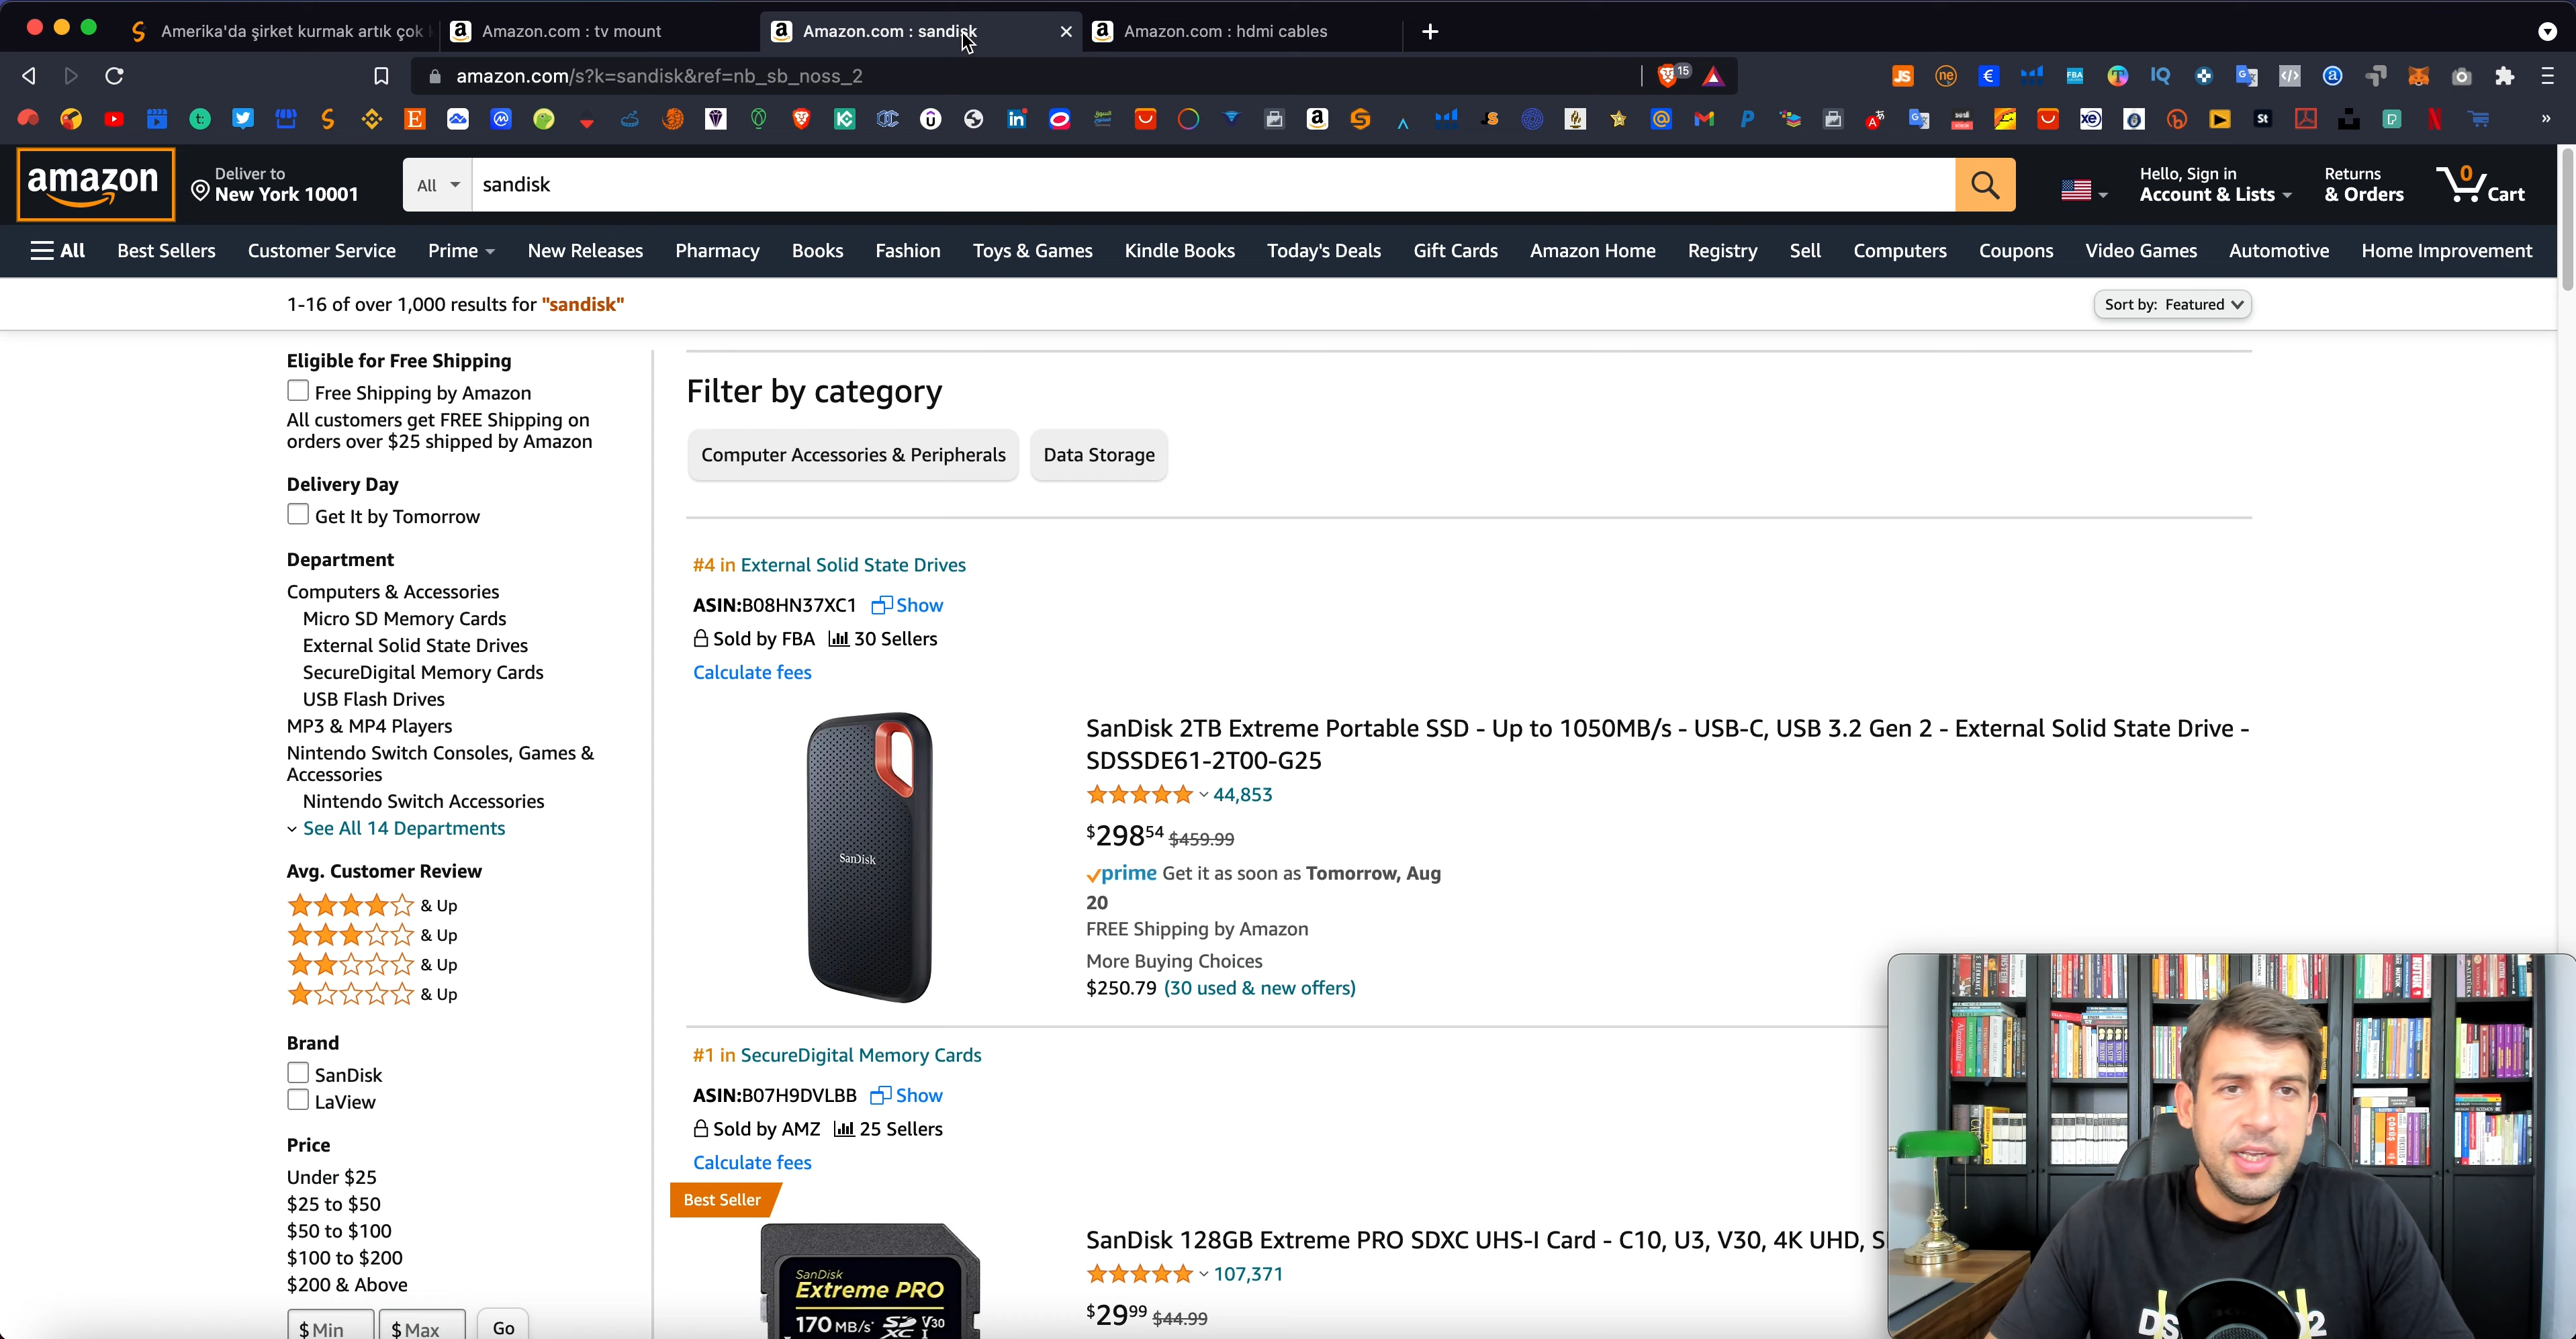 Amerika'da şirket kurmak artık çok k
Amazon.com : tv mount
Amazon.com : sandisk
Amazon.com : hdmi cables
amazon.com/s?k=sandisk&ref=nb_sb_noss_2
15
amazon
Deliver to
New York 10001
All
sandisk
Hello, Sign in
Account & Lists
Returns
& Orders
0
Cart
All
Best Sellers
Customer Service
Prime
New Releases
Pharmacy
Books
Fashion
Toys & Games
Kindle Books
Today's Deals
Gift Cards
Amazon Home
Registry
Sell
Computers
Coupons
Video Games
Automotive
Home Improvement
1-16 of over 1,000 results for "sandisk"
Sort by: Featured
Eligible for Free Shipping
Free Shipping by Amazon
All customers get FREE Shipping on
orders over $25 shipped by Amazon
Delivery Day
Get It by Tomorrow
Department
Computers & Accessories
Micro SD Memory Cards
External Solid State Drives
SecureDigital Memory Cards
USB Flash Drives
MP3 & MP4 Players
Nintendo Switch Consoles, Games &
Accessories
Nintendo Switch Accessories
See All 14 Departments
Avg. Customer Review
& Up
& Up
& Up
& Up
Brand
SanDisk
LaView
Price
Under $25
$25 to $50
$50 to $100
$100 to $200
$200 & Above
$ Min
$ Max
Go
Filter by category
Computer Accessories & Peripherals
Data Storage
#4 in External Solid State Drives
ASIN:B08HN37XC1 Show
Sold by FBA 30 Sellers
Calculate fees
SanDisk
SanDisk 2TB Extreme Portable SSD - Up to 1050MB/s - USB-C, USB 3.2 Gen 2 - External Solid State Drive -
SDSSDE61-2T00-G25
44,853
$298 54 $459.99
prime Get it as soon as Tomorrow, Aug
20
FREE Shipping by Amazon
More Buying Choices
$250.79 (30 used & new offers)
#1 in SecureDigital Memory Cards
ASIN:B07H9DVLBB Show
Sold by AMZ 25 Sellers
Calculate fees
Best Seller
SanDisk
Extreme PRO
170 MB/s
V30
SanDisk 128GB Extreme PRO SDXC UHS-I Card - C10, U3, V30, 4K UHD, S
107,371
$29 99 $44.99